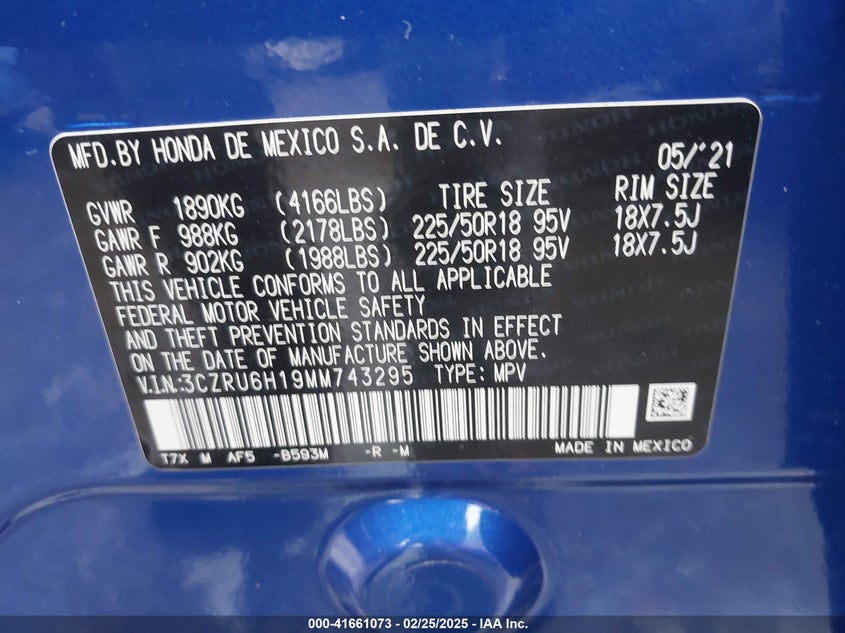 MFD.BY HONDA DE MEXICO S.A. DE C.V. 05/'21
GVWR 1890KG (4166LBS) TIRE SIZE RIM SIZE
GAWR F 988KG (2178LBS) 225/50R18 95V 18X7.5J
GAWR R 902KG (1988LBS) 225/50R18 95V 18X7.5J
THIS VEHICLE CONFORMS TO ALL APPLICABLE
FEDERAL MOTOR VEHICLE SAFETY
AND THEFT PREVENTION STANDARDS IN EFFECT
ON THE DATE OF MANUFACTURE SHOWN ABOVE.
V.I.N:3CZRU6H19MM743295 TYPE: MPV
T7X M AF5 -B593M -R -M MADE IN MEXICO
000-41661073 - 02/25/2025 - IAA Inc.